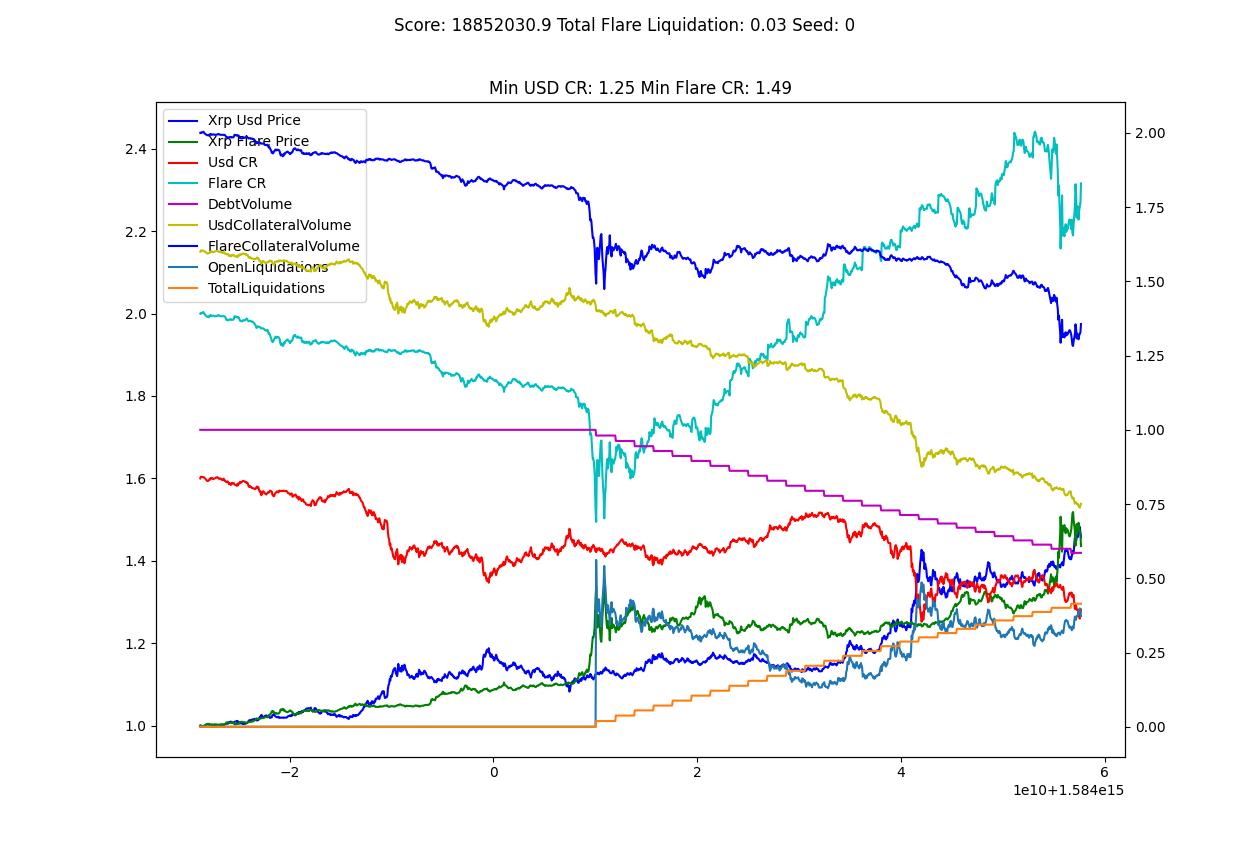 Score: 18852030.9 Total Flare Liquidation: 0.03 Seed: 0
Min USD CR: 1.25 Min Flare CR: 1.49
Xrp Usd Price
Xrp Flare Price
Usd CR
Flare CR
DebtVolume
UsdCollateralVolume
FlareCollateralVolume
OpenLiquidations
TotalLiquidations
2.4
2.2
2.0
1.8
1.6
1.4
1.2
1.0
2.00
1.75
1.50
1.25
1.00
0.75
0.50
0.25
0.00
−2 0 2 4 6
1e10+1.584e15